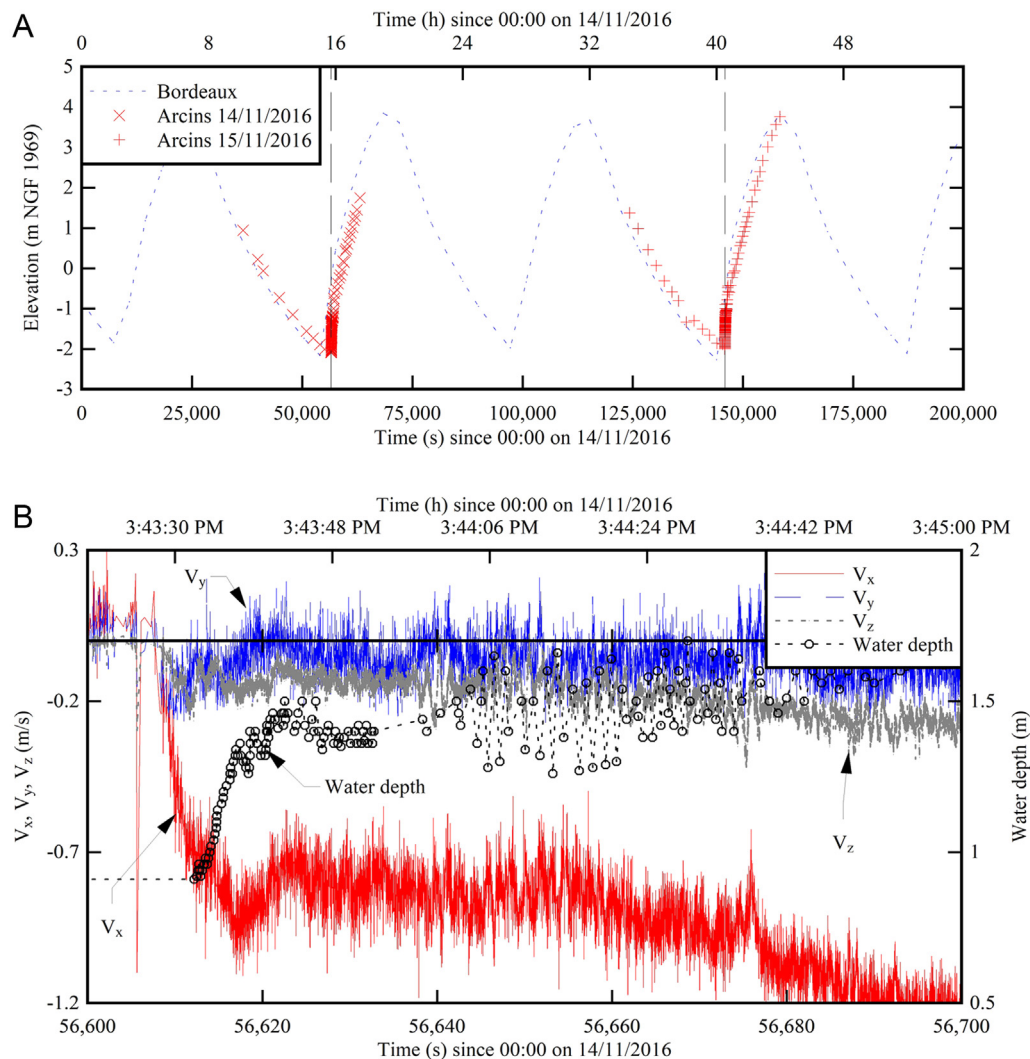 A
Time (h) since 00:00 on 14/11/2016
0 8 16 24 32 40 48
5
4
3
2
1
0
-1
-2
-3
Elevation (m NGF 1969)
Bordeaux
Arcins 14/11/2016
Arcins 15/11/2016
0 25,000 50,000 75,000 100,000 125,000 150,000 175,000 200,000
Time (s) since 00:00 on 14/11/2016
B
Time (h) since 00:00 on 14/11/2016
3:43:30 PM 3:43:48 PM 3:44:06 PM 3:44:24 PM 3:44:42 PM 3:45:00 PM
0.3
-0.2
-0.7
-1.2
Vx, Vy, Vz (m/s)
2
1.5
1
0.5
Water depth (m)
Vx
Vy
Vz
Water depth
Vy
Water depth
Vz
Vx
56,600 56,620 56,640 56,660 56,680 56,700
Time (s) since 00:00 on 14/11/2016